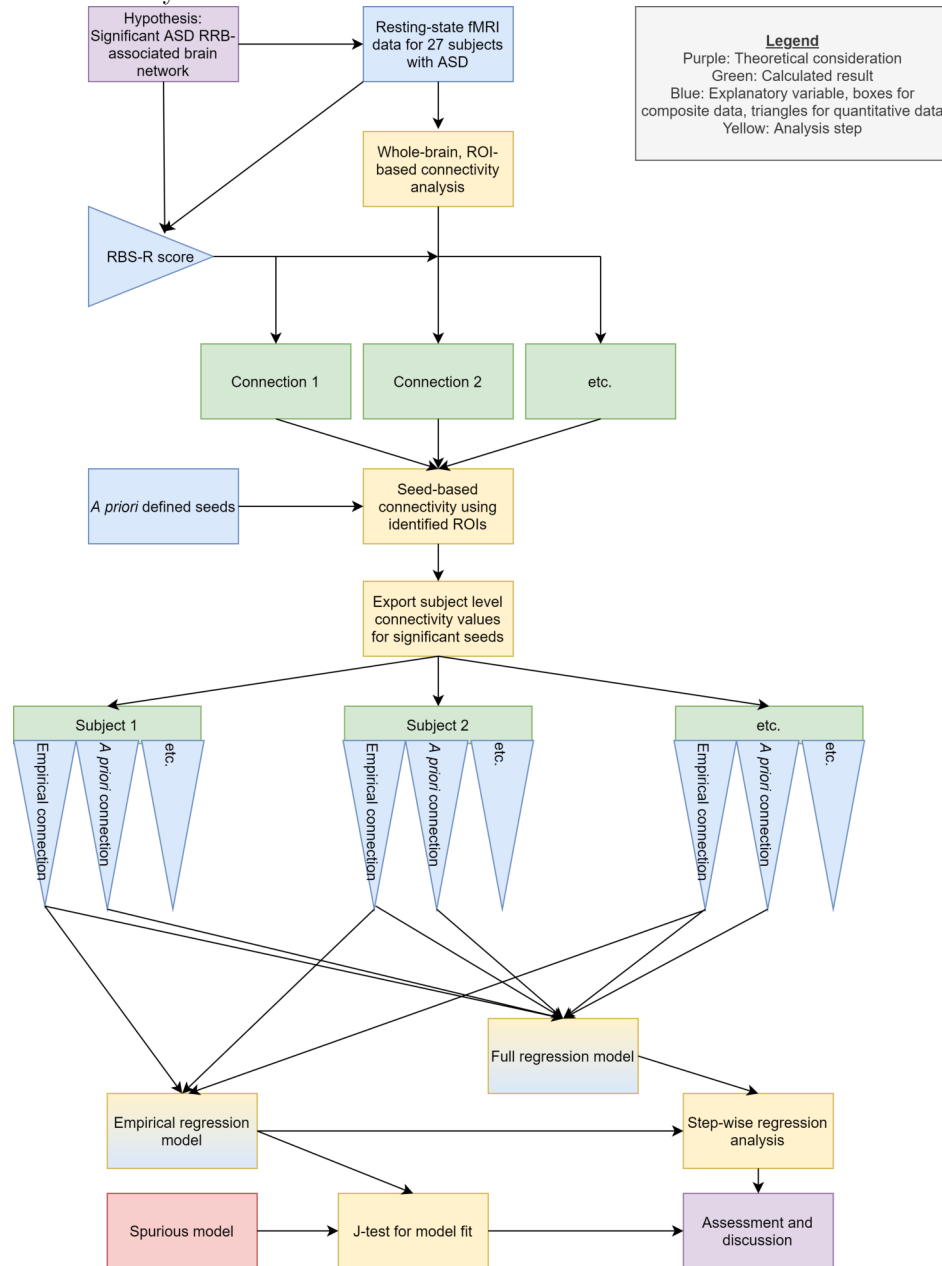 Hypothesis:
Significant ASD RRB-
associated brain
network
Resting-state fMRI
data for 27 subjects
with ASD
Legend
Purple: Theoretical consideration
Green: Calculated result
Blue: Explanatory variable, boxes for
composite data, triangles for quantitative data
Yellow: Analysis step
Whole-brain, ROI-
based connectivity
analysis
RBS-R score
Connection 1
Connection 2
etc.
A priori defined seeds
Seed-based
connectivity using
identified ROIs
Export subject level
connectivity values
for significant seeds
Subject 1
Empirical connection
A priori connection
etc.
Subject 2
Empirical connection
A priori connection
etc.
etc.
Empirical connection
A priori connection
etc.
Full regression model
Empirical regression
model
Step-wise regression
analysis
Spurious model
J-test for model fit
Assessment and
discussion